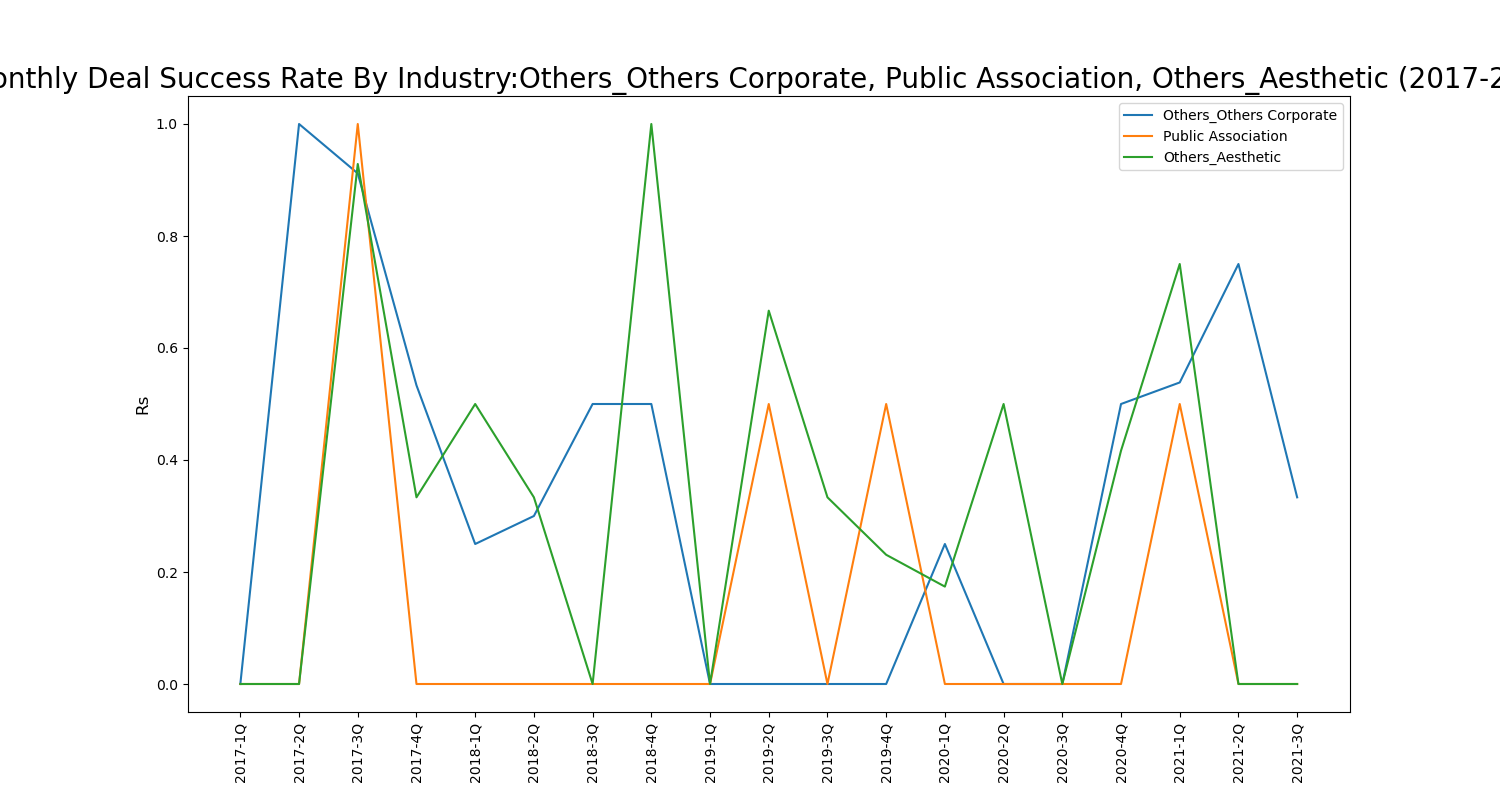 onthly Deal Success Rate By Industry:Others_Others Corporate, Public Association, Others_Aesthetic (2017-2
Others_Others Corporate
Public Association
Others_Aesthetic
1.0
0.8
0.6
0.4
0.2
0.0
Rs
2017-1Q
2017-2Q
2017-3Q
2017-4Q
2018-1Q
2018-2Q
2018-3Q
2018-4Q
2019-1Q
2019-2Q
2019-3Q
2019-4Q
2020-1Q
2020-2Q
2020-3Q
2020-4Q
2021-1Q
2021-2Q
2021-3Q